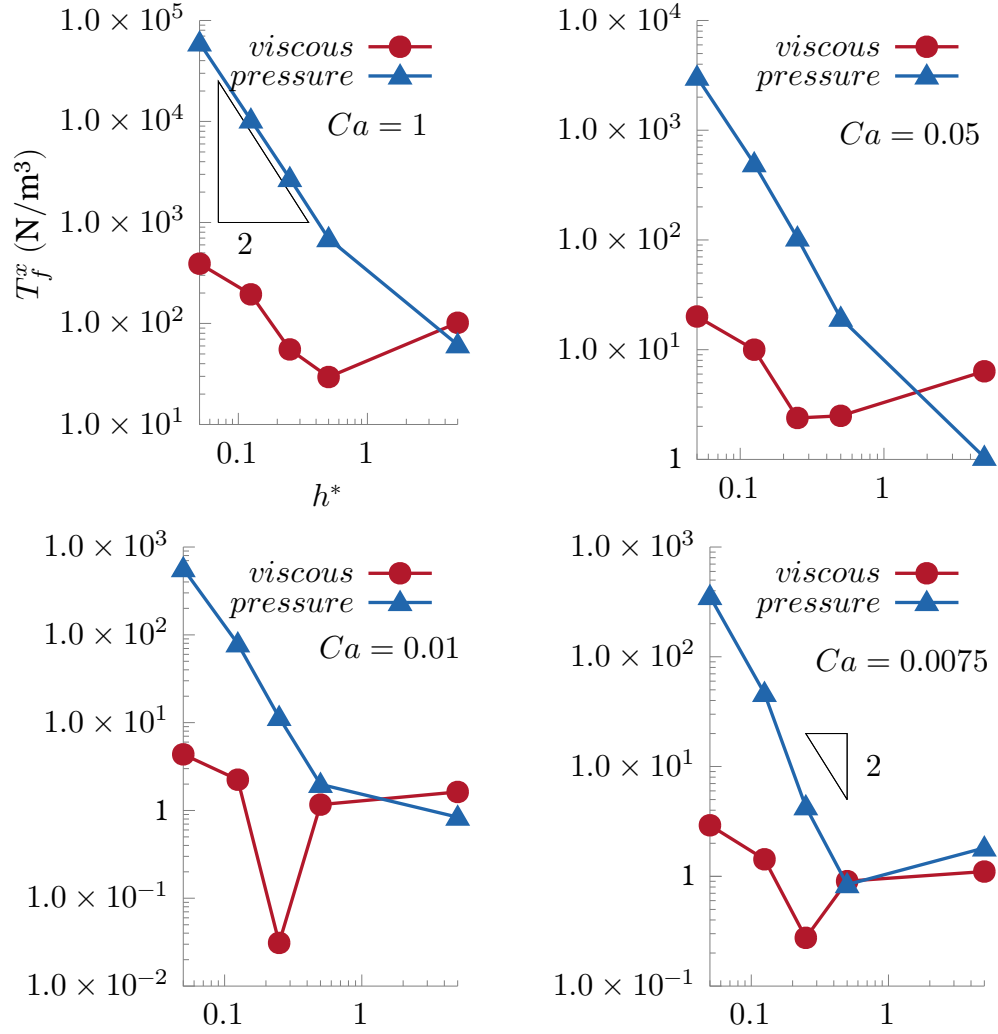 1.0 × 10^5
1.0 × 10^4
1.0 × 10^3
1.0 × 10^2
1.0 × 10^1
0.1 1
T_f^x (N/m³)
h*
viscous
pressure
Ca = 1
2
1.0 × 10^4
1.0 × 10^3
1.0 × 10^2
1.0 × 10^1
1
0.1 1
viscous
pressure
Ca = 0.05
1.0 × 10^3
1.0 × 10^2
1.0 × 10^1
1
1.0 × 10^−1
1.0 × 10^−2
0.1 1
viscous
pressure
Ca = 0.01
1.0 × 10^3
1.0 × 10^2
1.0 × 10^1
1
1.0 × 10^−1
0.1 1
viscous
pressure
Ca = 0.0075
2